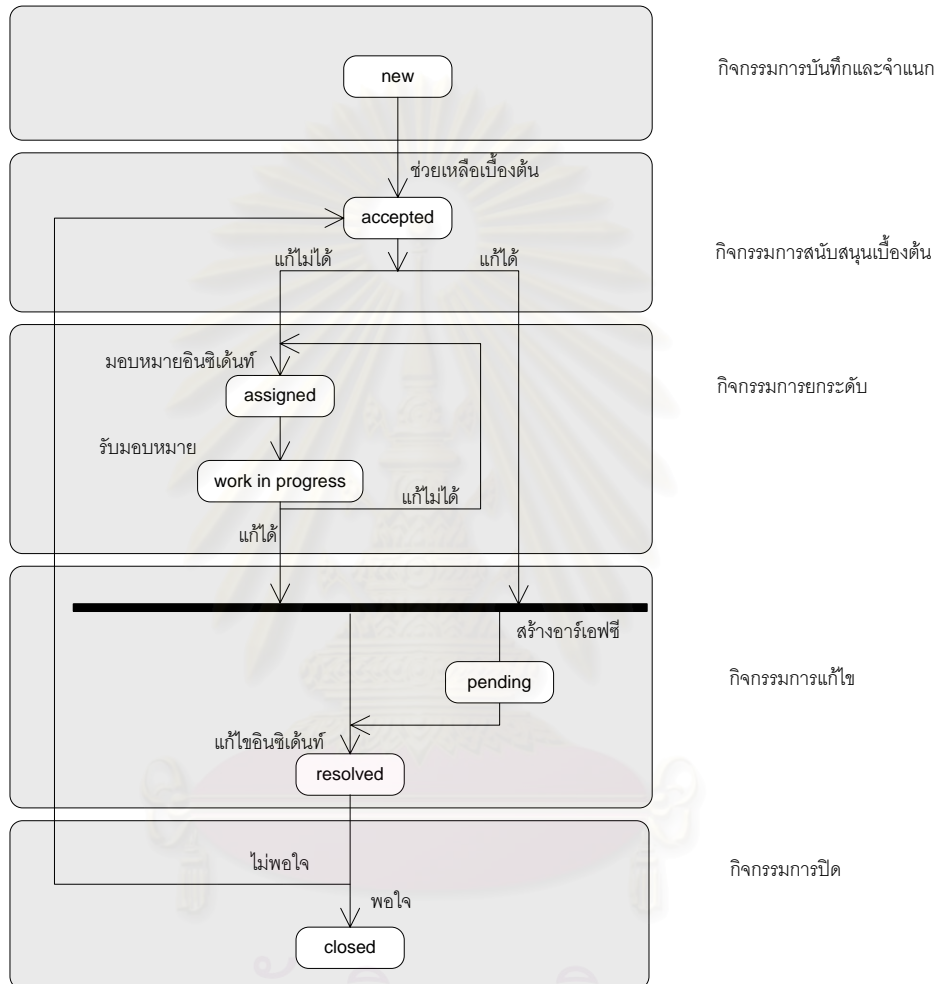 new
กิจกรรมการบันทึกและจำแนก
ช่วยเหลือเบื้องต้น
accepted
แก้ไม่ได้
แก้ได้
กิจกรรมการสนับสนุนเบื้องต้น
มอบหมายอินซิเด้นท์
assigned
กิจกรรมการยกระดับ
รับมอบหมาย
work in progress
แก้ไม่ได้
แก้ได้
สร้างอาร์เอฟซี
pending
กิจกรรมการแก้ไข
แก้ไขอินซิเด้นท์
resolved
ไม่พอใจ
กิจกรรมการปิด
พอใจ
closed